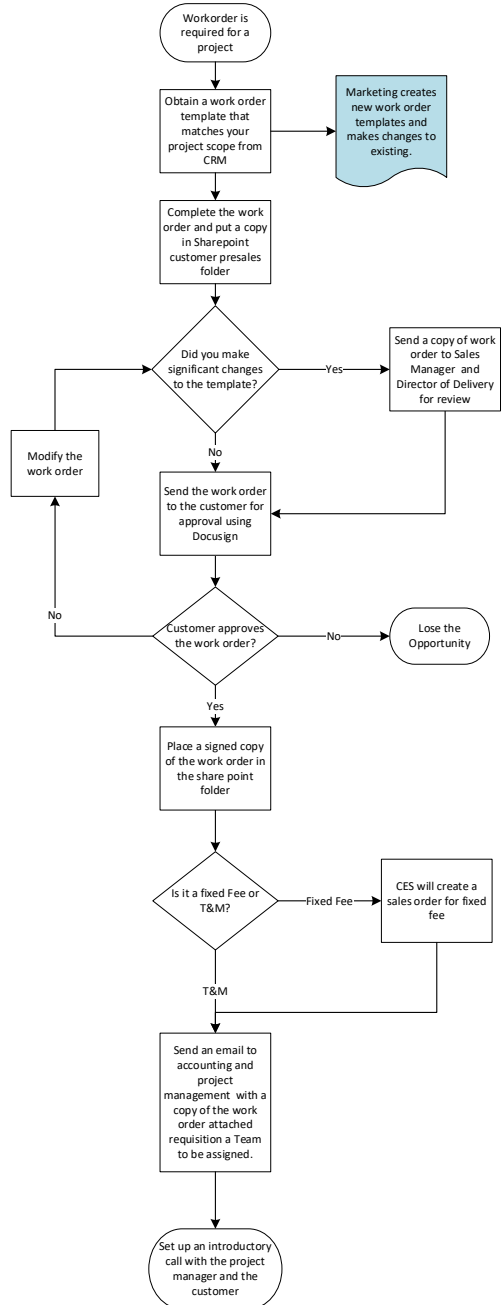 Workorder is
required for a
project
Obtain a work order
template that
matches your
project scope from
CRM
Marketing creates
new work order
templates and
makes changes to
existing.
Complete the work
order and put a copy
in Sharepoint
customer presales
folder
Did you make
significant changes
to the template?
Yes
Send a copy of work
order to Sales
Manager and
Director of Delivery
for review
Modify the
work order
No
Send the work order
to the customer for
approval using
Docusign
No
Customer approves
the work order?
No
Lose the
Opportunity
Yes
Place a signed copy
of the work order in
the share point
folder
Is it a fixed Fee or
T&M?
Fixed Fee
CES will create a
sales order for fixed
fee
T&M
Send an email to
accounting and
project
management with a
copy of the work
order attached
requisition a Team
to be assigned.
Set up an introductory
call with the project
manager and the
customer